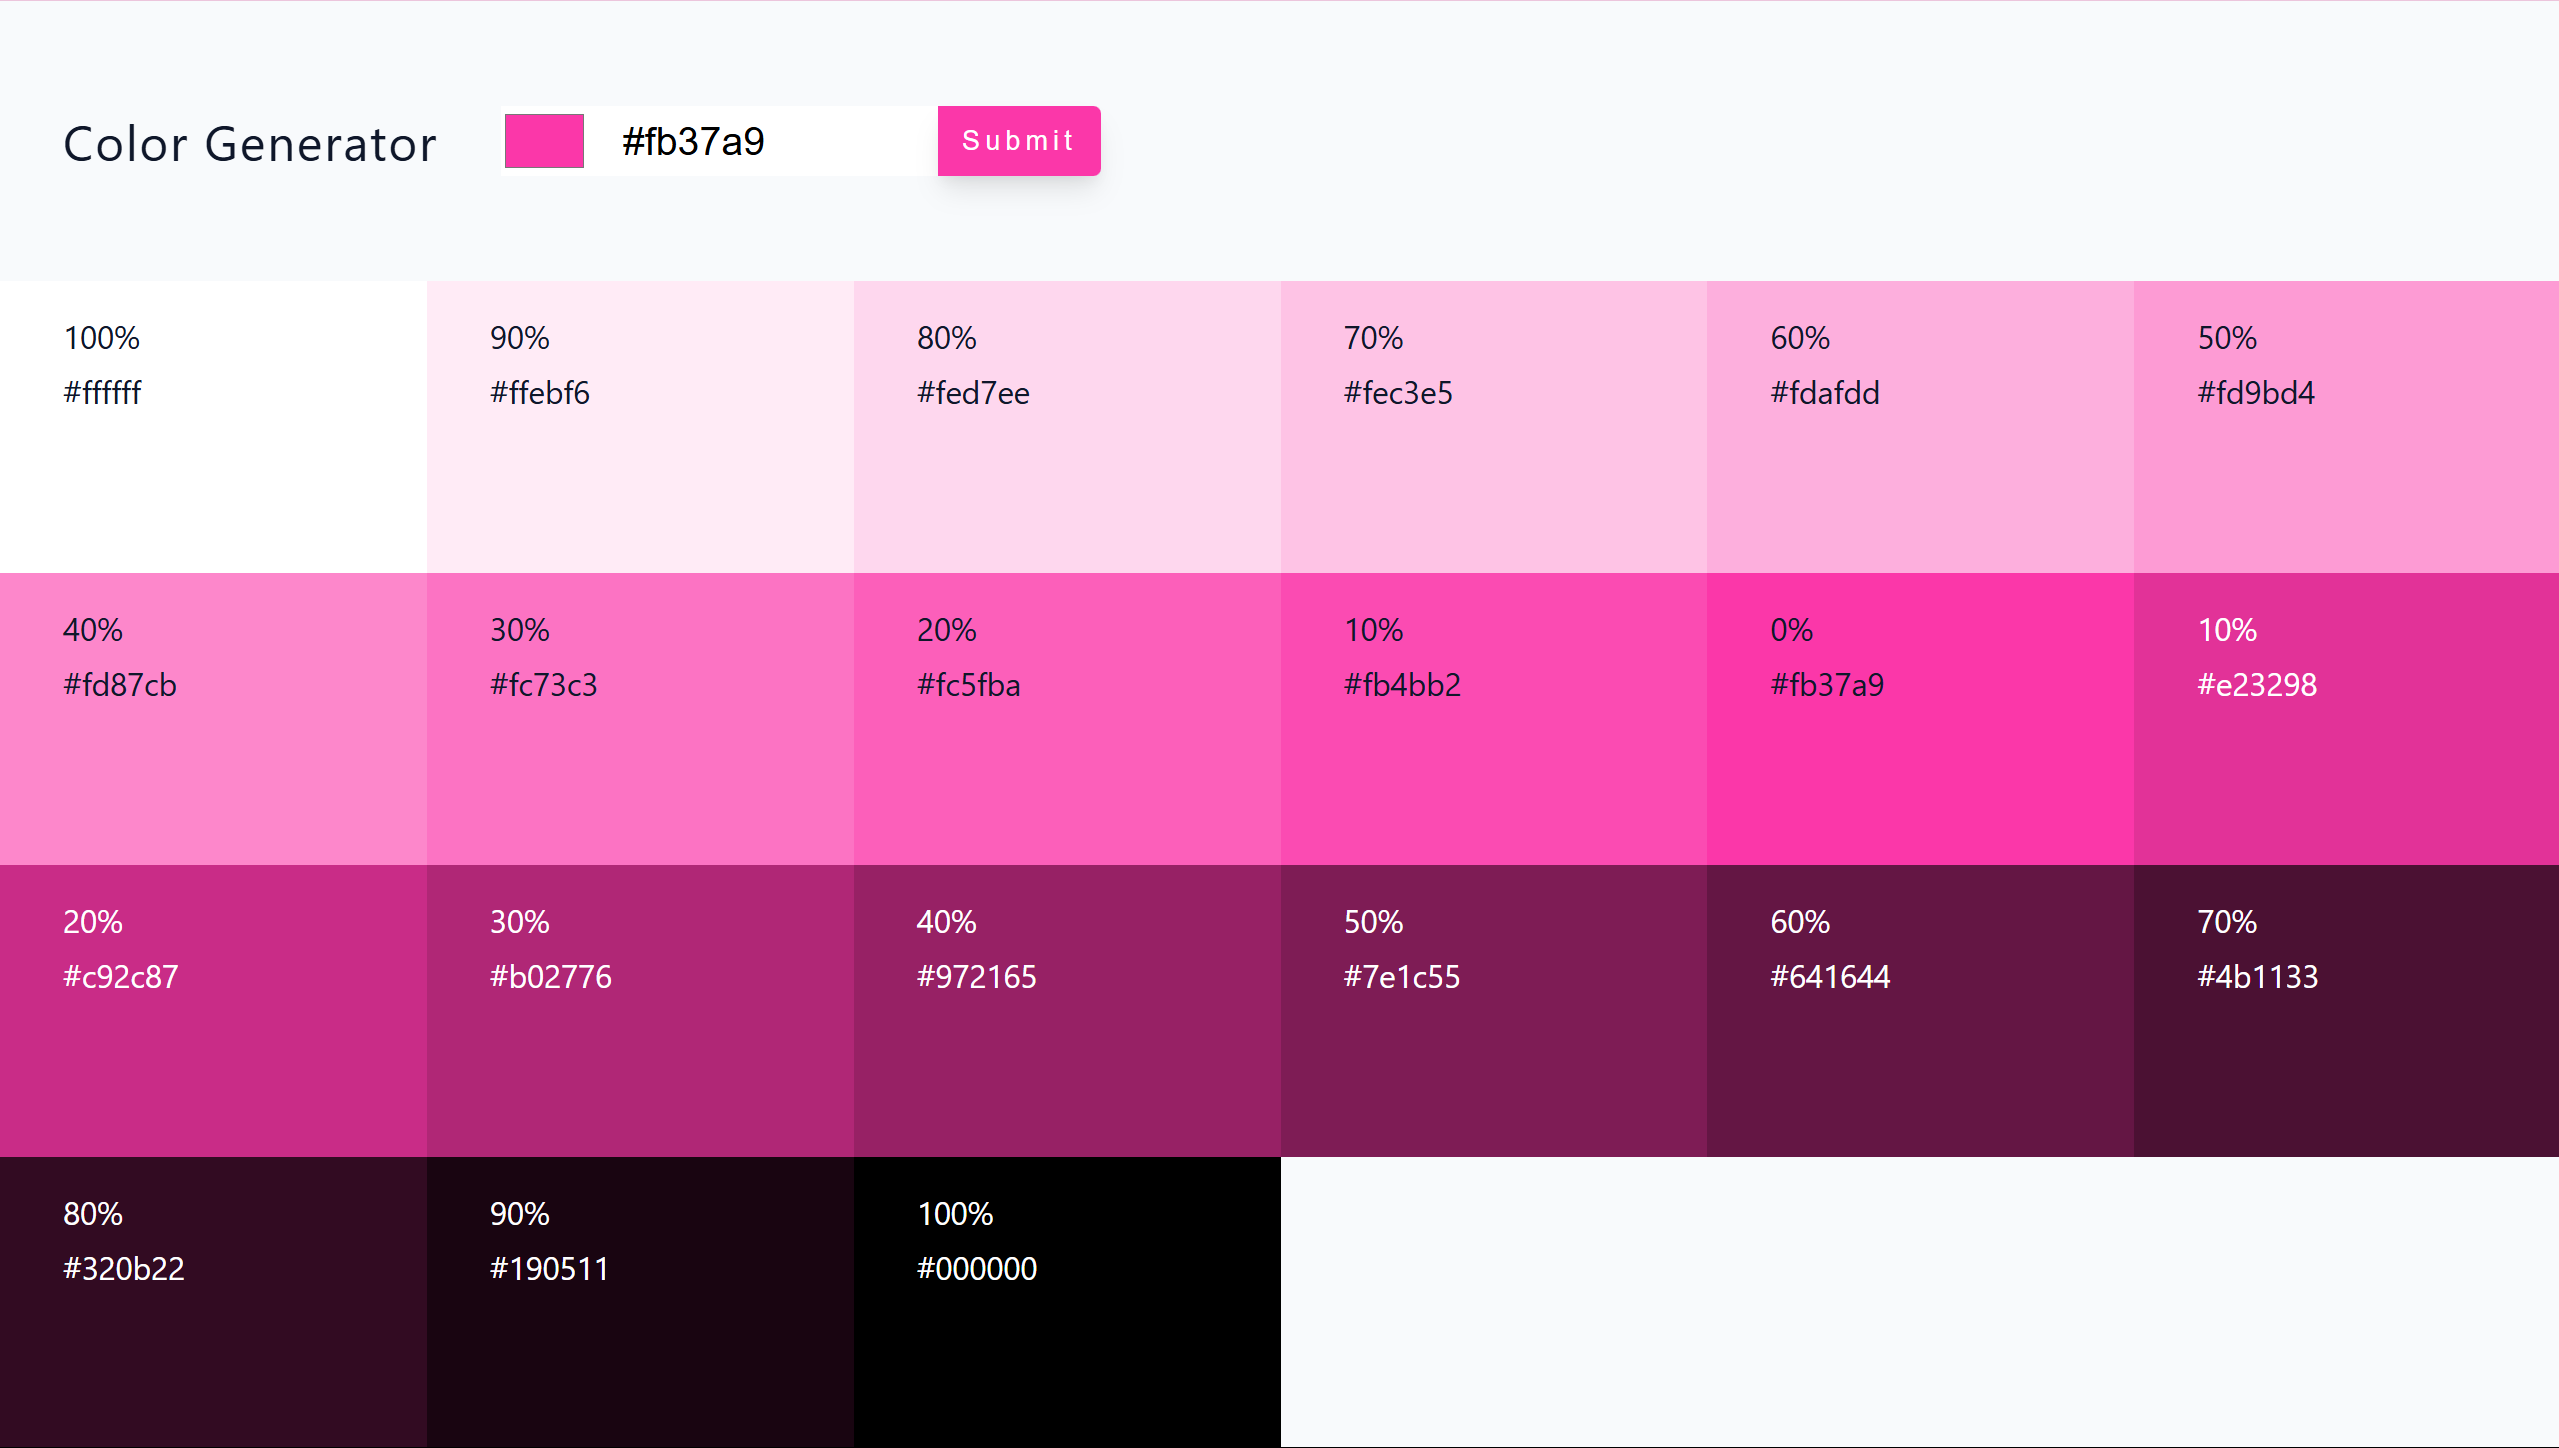 Color Generator
#fb37a9
Submit
100%
#ffffff
90%
#ffebf6
80%
#fed7ee
70%
#fec3e5
60%
#fdafdd
50%
#fd9bd4
40%
#fd87cb
30%
#fc73c3
20%
#fc5fba
10%
#fb4bb2
0%
#fb37a9
10%
#e23298
20%
#c92c87
30%
#b02776
40%
#972165
50%
#7e1c55
60%
#641644
70%
#4b1133
80%
#320b22
90%
#190511
100%
#000000